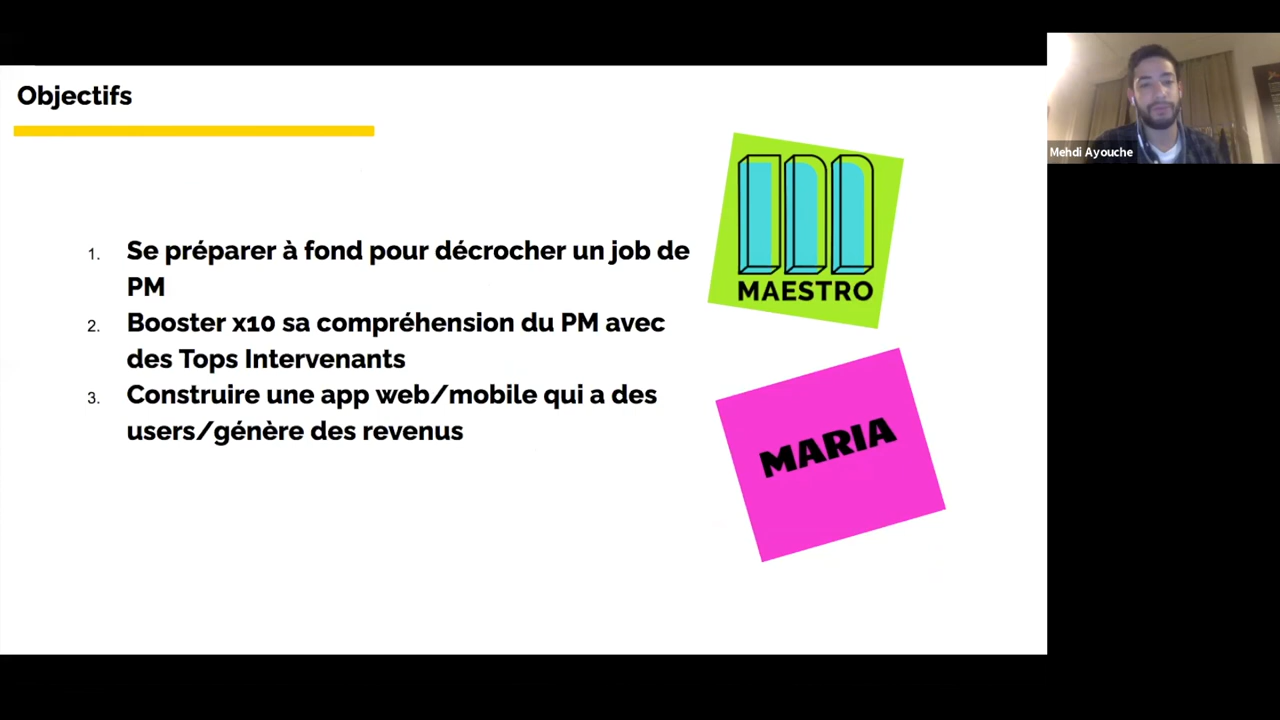 Objectifs
1. Se préparer à fond pour décrocher un job de
PM
2. Booster x10 sa compréhension du PM avec
des Tops Intervenants
3. Construire une app web/mobile qui a des
users/génère des revenus
MAESTRO
MARIA
Mehdi Ayouche